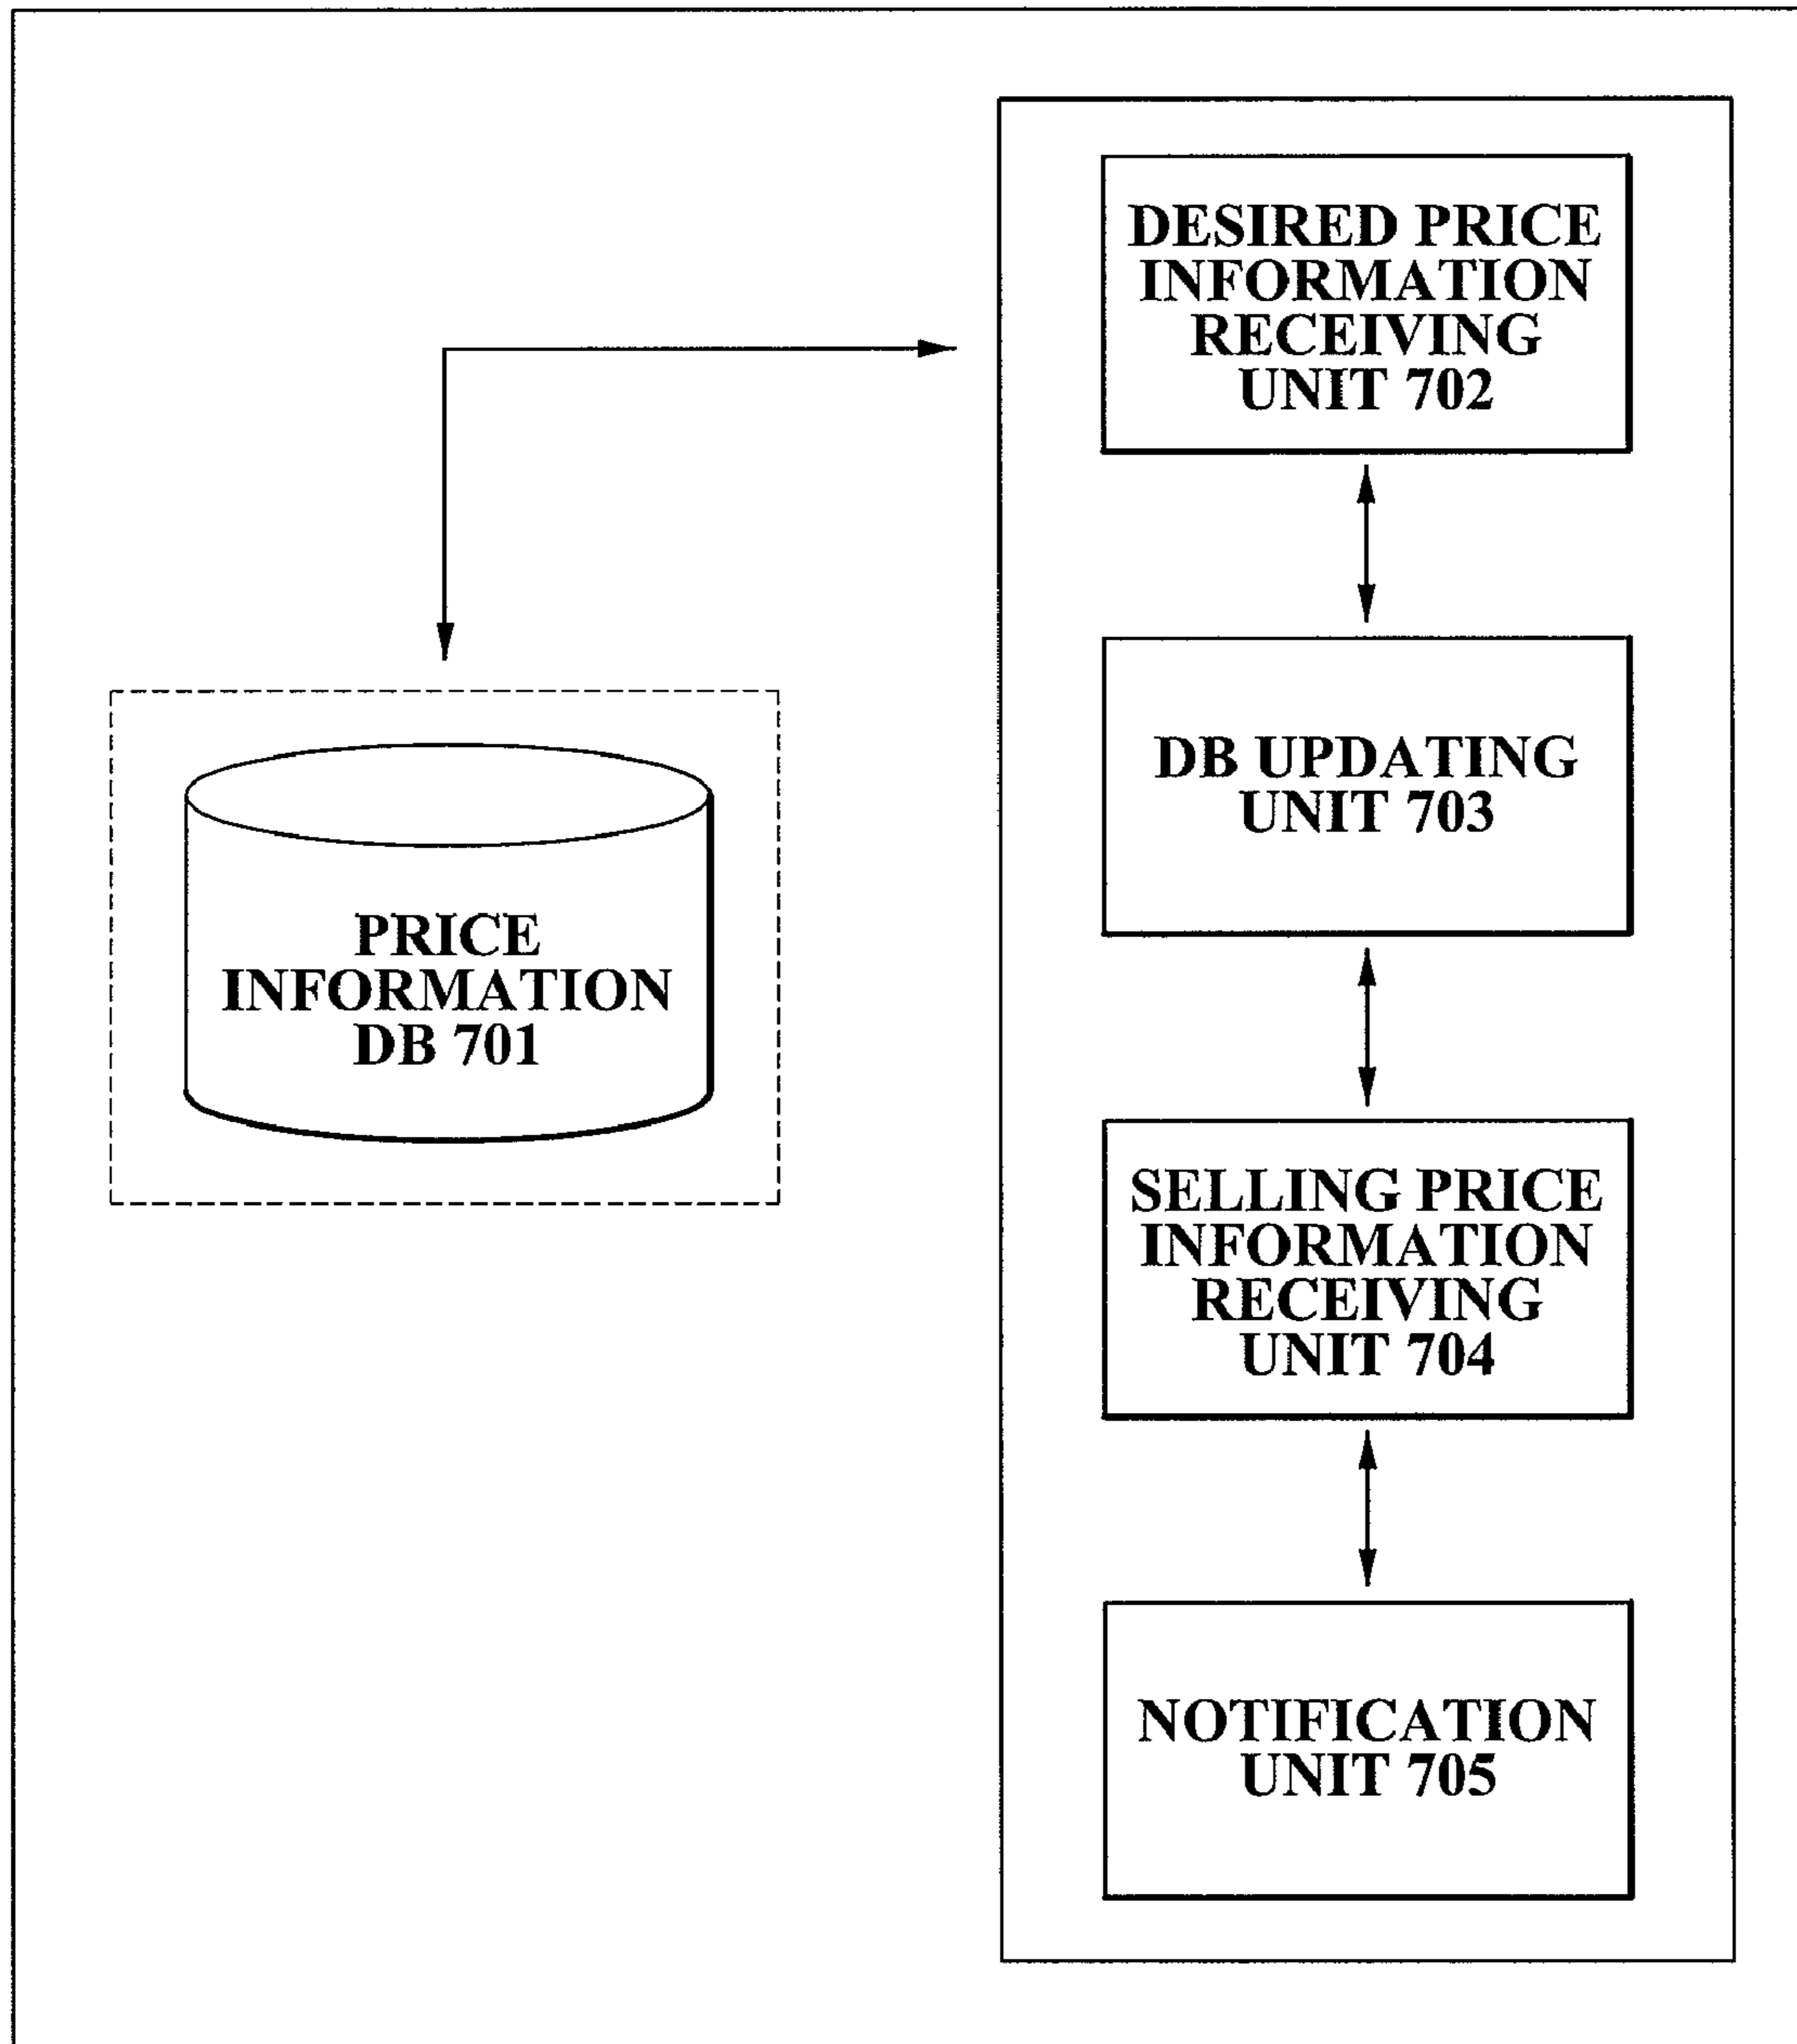 DESIRED PRICE
INFORMATION
RECEIVING
UNIT 702
DB UPDATING
UNIT 703
PRICE
INFORMATION
DB 701
SELLING PRICE
INFORMATION
RECEIVING
UNIT 704
NOTIFICATION
UNIT 705